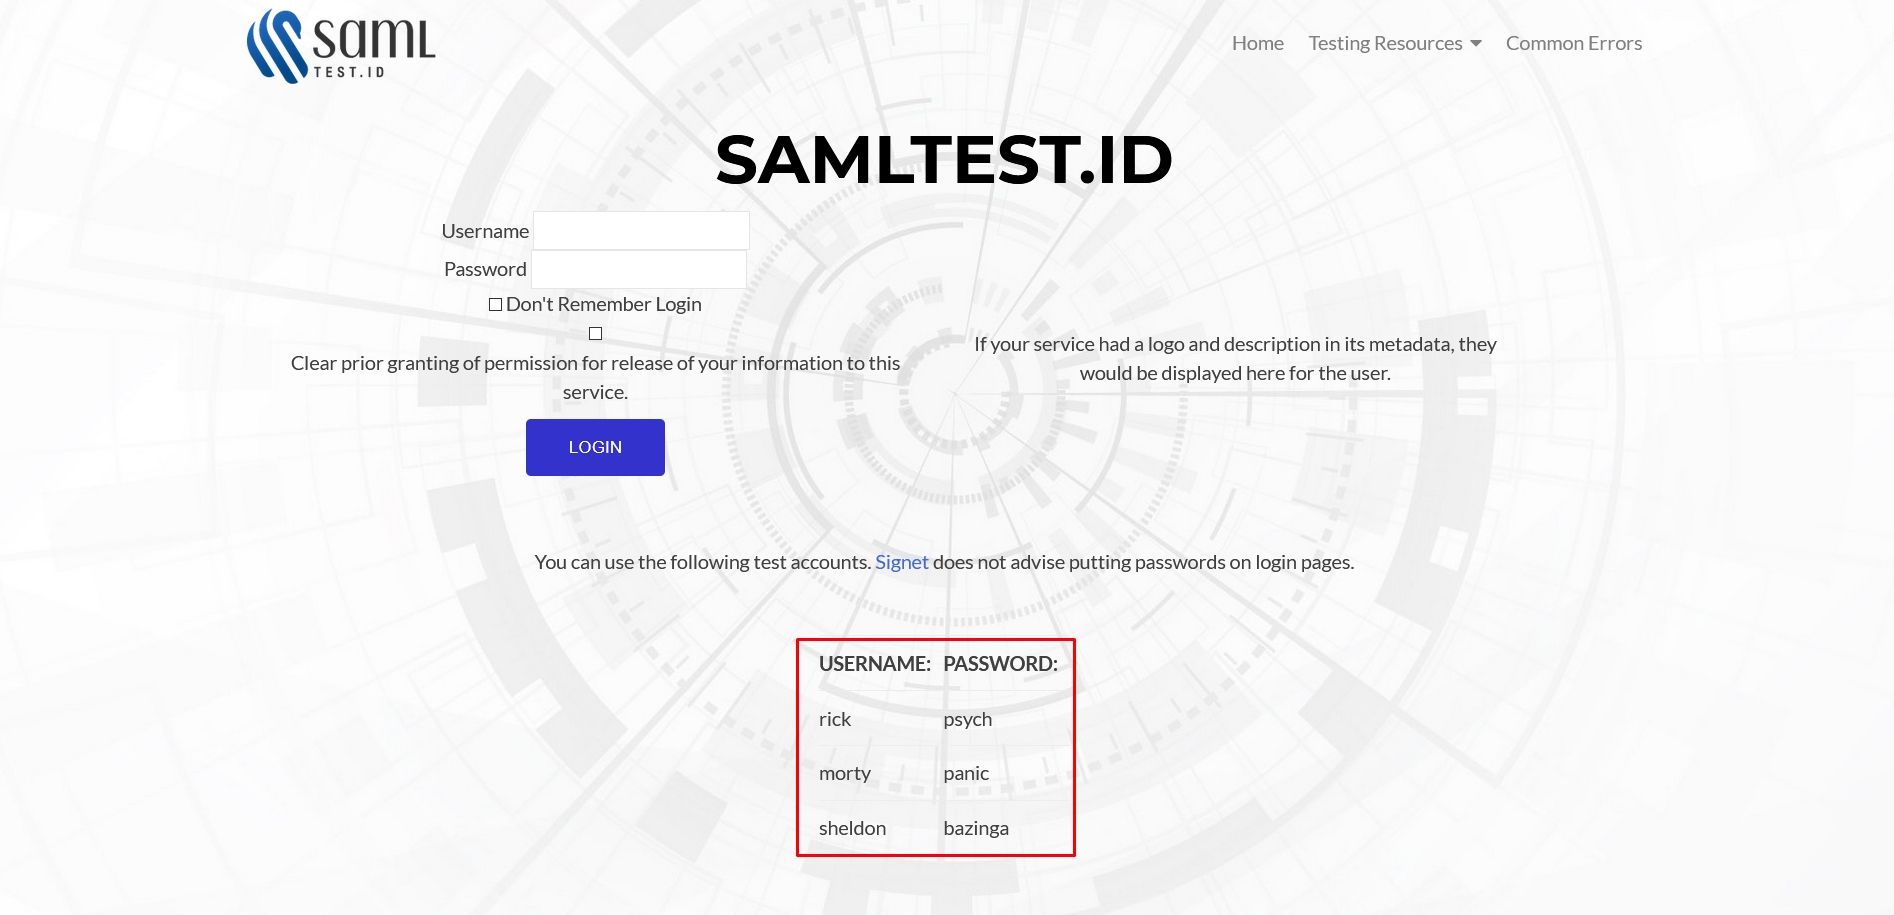 saml
TEST.ID
Home Testing Resources Common Errors
SAMLTEST.ID
Username
Password
Don't Remember Login
Clear prior granting of permission for release of your information to this
service.
LOGIN
If your service had a logo and description in its metadata, they
would be displayed here for the user.
You can use the following test accounts. Signet does not advise putting passwords on login pages.
USERNAME: PASSWORD:
rick psych
morty panic
sheldon bazinga